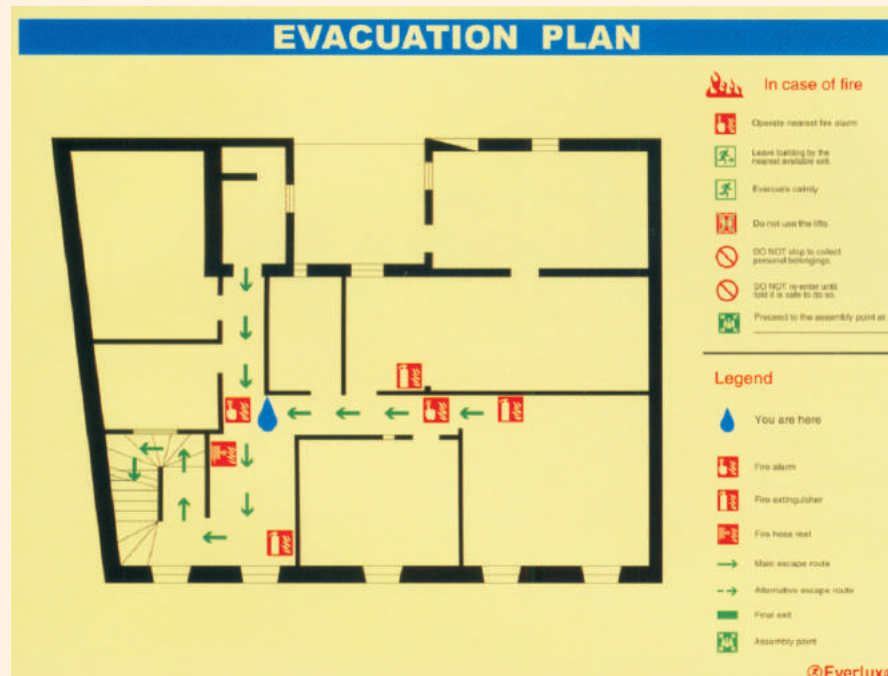 EVACUATION PLAN
In case of fire
Operate nearest fire alarm
Leave building by the
nearest available exit.
Evacuate calmly
Do not use the lifts
DO NOT stop to collect
personal belongings.
DO NOT re-enter until
told it is safe to do so.
Proceed to the assembly point at
Legend
You are here
Fire alarm
Fire extinguisher
Fire hose reel
Main escape route
Alternative escape route
Final exit
Assembly point
Everlux